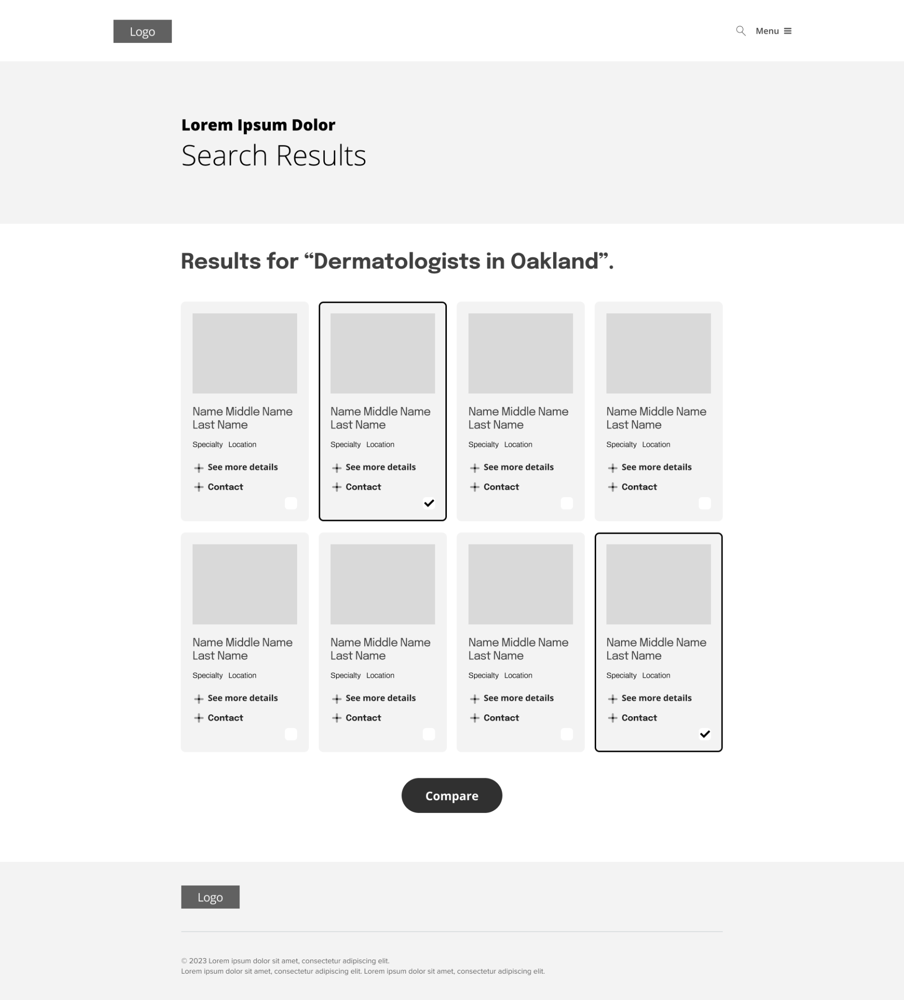 Logo
Menu
Lorem Ipsum Dolor
Search Results
Results for “Dermatologists in Oakland”.
Name Middle Name
Last Name
Specialty Location
See more details
Contact
Name Middle Name
Last Name
Specialty Location
See more details
Contact
Name Middle Name
Last Name
Specialty Location
See more details
Contact
Name Middle Name
Last Name
Specialty Location
See more details
Contact
Name Middle Name
Last Name
Specialty Location
See more details
Contact
Name Middle Name
Last Name
Specialty Location
See more details
Contact
Name Middle Name
Last Name
Specialty Location
See more details
Contact
Name Middle Name
Last Name
Specialty Location
See more details
Contact
Compare
Logo
© 2023 Lorem ipsum dolor sit amet, consectetur adipiscing elit.
Lorem ipsum dolor sit amet, consectetur adipiscing elit. Lorem ipsum dolor sit amet, consectetur adipiscing elit.